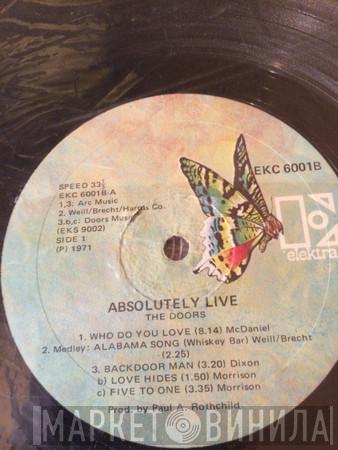 SPEED 33⅓
EKC 6001B-A
1,3: Arc Music
2. Weill/Brecht/Harms Co.
3.b,c: Doors Music
(EKS 9002)
SIDE 1
(P) 1971
EKC 6001B
elektra
ABSOLUTELY LIVE
THE DOORS
1. WHO DO YOU LOVE (8.14) McDaniel
2. Medley: ALABAMA SONG (Whiskey Bar) Weill/Brecht
(2.25)
3. BACKDOOR MAN (3.20) Dixon
b) LOVE HIDES (1.50) Morrison
c) FIVE TO ONE (3.35) Morrison
Prod. by Paul A. Rothchild
МАРКЕТ ВИНИЛА